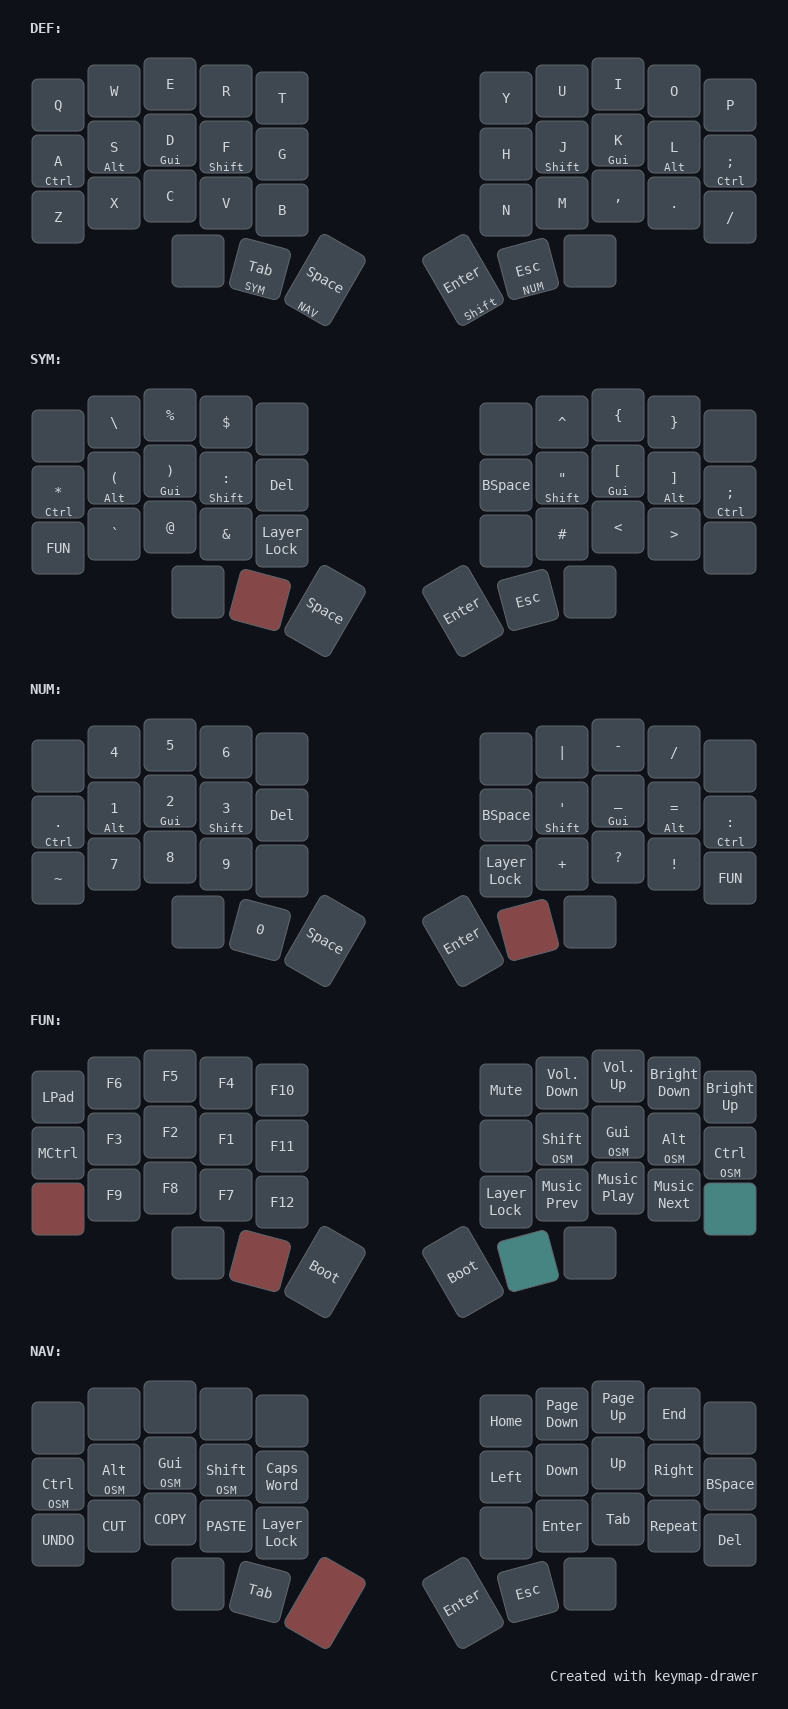 DEF:
Q W E R T Y U I O P
A Ctrl S Alt D Gui F Shift G H J Shift K Gui L Alt ; Ctrl
Z X C V B N M , . /
Tab SYM Space NAV Enter Shift Esc NUM
SYM:
\ % $ ^ { }
* Ctrl ( Alt ) Gui : Shift Del BSpace " Shift [ Gui ] Alt ; Ctrl
FUN ` @ & Layer Lock # < >
Space Enter Esc
NUM:
4 5 6 | - /
. Ctrl 1 Alt 2 Gui 3 Shift Del BSpace ' Shift _ Gui = Alt : Ctrl
~ 7 8 9 Layer Lock + ? ! FUN
0 Space Enter
FUN:
LPad F6 F5 F4 F10 Mute Vol. Down Vol. Up Bright Down Bright Up
MCtrl F3 F2 F1 F11 Shift OSM Gui OSM Alt OSM Ctrl OSM
F9 F8 F7 F12 Layer Lock Music Prev Music Play Music Next
Boot Boot
NAV:
Home Page Down Page Up End
Ctrl OSM Alt OSM Gui OSM Shift OSM Caps Word Left Down Up Right BSpace
UNDO CUT COPY PASTE Layer Lock Enter Tab Repeat Del
Tab Enter Esc
Created with keymap-drawer